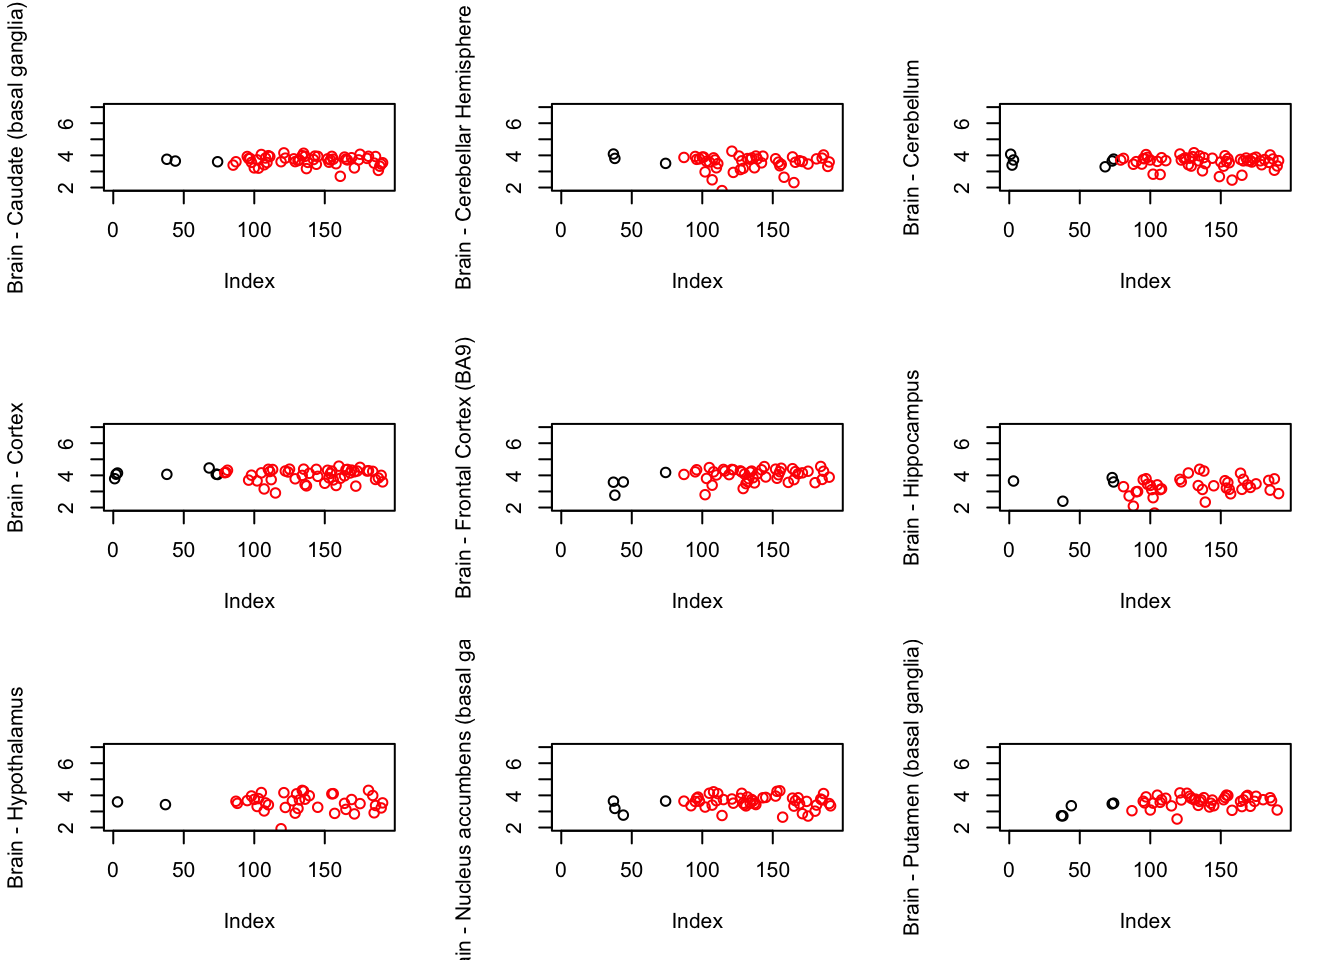 Brain - Caudate (basal ganglia)
2 4 6
0 50 100 150
Index
Brain - Cerebellar Hemisphere
2 4 6
0 50 100 150
Index
Brain - Cerebellum
2 4 6
0 50 100 150
Index
Brain - Cortex
2 4 6
0 50 100 150
Index
Brain - Frontal Cortex (BA9)
2 4 6
0 50 100 150
Index
Brain - Hippocampus
2 4 6
0 50 100 150
Index
Brain - Hypothalamus
2 4 6
0 50 100 150
Index
ain - Nucleus accumbens (basal ga
2 4 6
0 50 100 150
Index
Brain - Putamen (basal ganglia)
2 4 6
0 50 100 150
Index